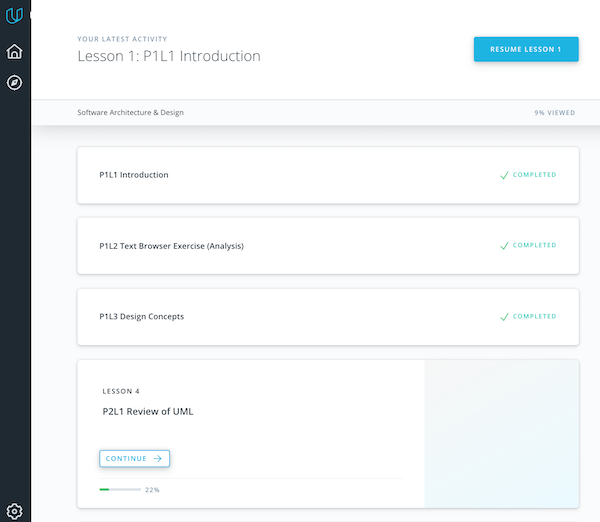 YOUR LATEST ACTIVITY
Lesson 1: P1L1 Introduction
RESUME LESSON 1
Software Architecture & Design
9% VIEWED
P1L1 Introduction
COMPLETED
P1L2 Text Browser Exercise (Analysis)
COMPLETED
P1L3 Design Concepts
COMPLETED
LESSON 4
P2L1 Review of UML
CONTINUE
22%